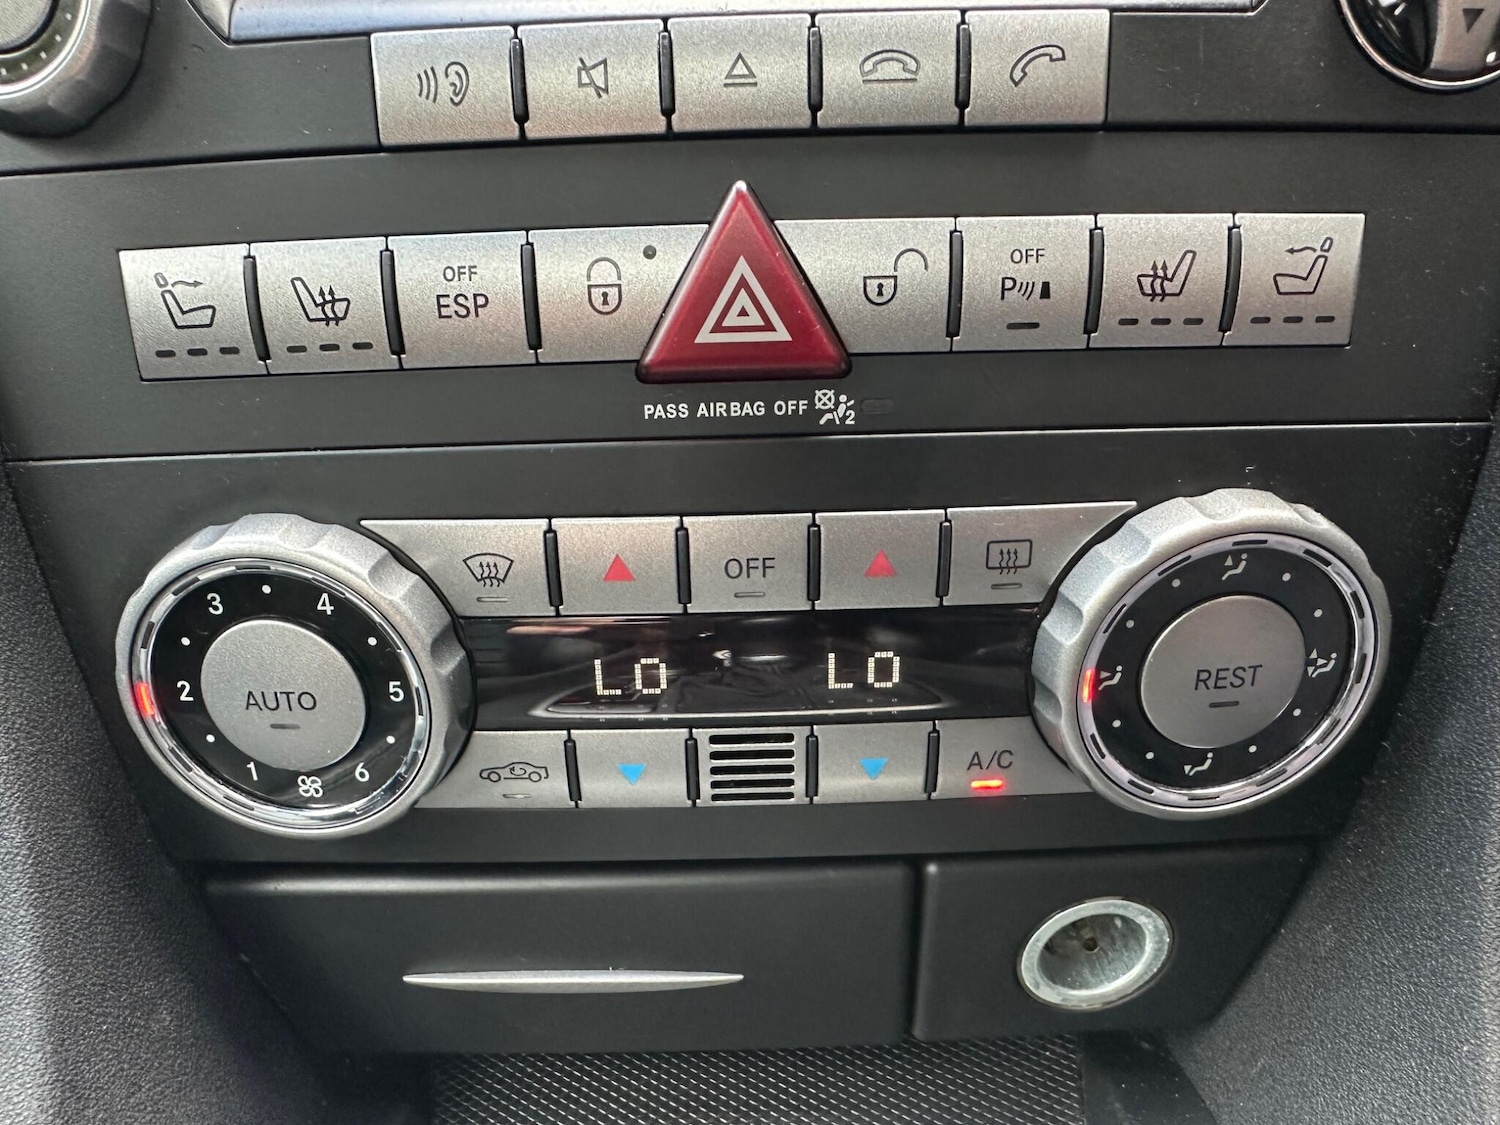 OFF
ESP
OFF
P
PASS AIRBAG OFF 2
OFF
3 4
2 AUTO 5
1 6
LO LO
REST
A/C